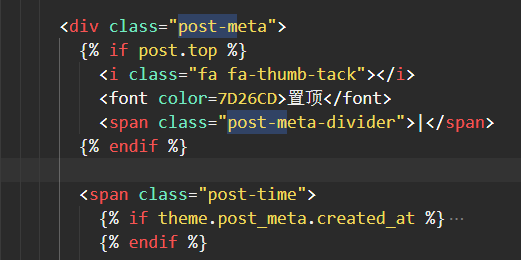 <div class="post-meta">
{% if post.top %}
<i class="fa fa-thumb-tack"></i>
<font color=7D26CD>置顶</font>
<span class="post-meta-divider">|</span>
{% endif %}
<span class="post-time">
{% if theme.post_meta.created_at %}···
{% endif %}